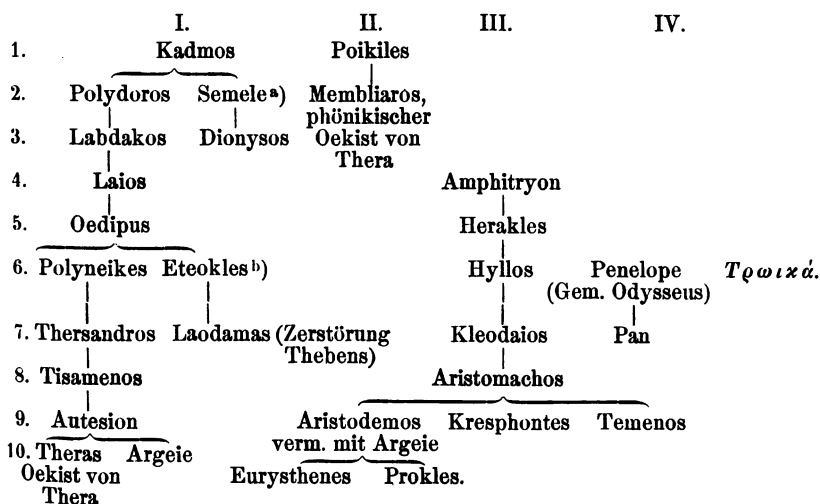 I. II. III. IV.
1. Kadmos Poikiles
2. Polydoros Semele a) Membliaros,
phönikischer
3. Labdakos Dionysos Oekist von
Thera
4. Laios Amphitryon
5. Oedipus Herakles
6. Polyneikes Eteokles b) Hyllos Penelope Τρωικά.
(Gem. Odysseus)
7. Thersandros Laodamas (Zerstörung Kleodaios Pan
Thebens)
8. Tisamenos Aristomachos
9. Autesion Aristodemos Kresphontes Temenos
verm. mit Argeie
10. Theras Argeie
Oekist von Eurysthenes Prokles.
Thera